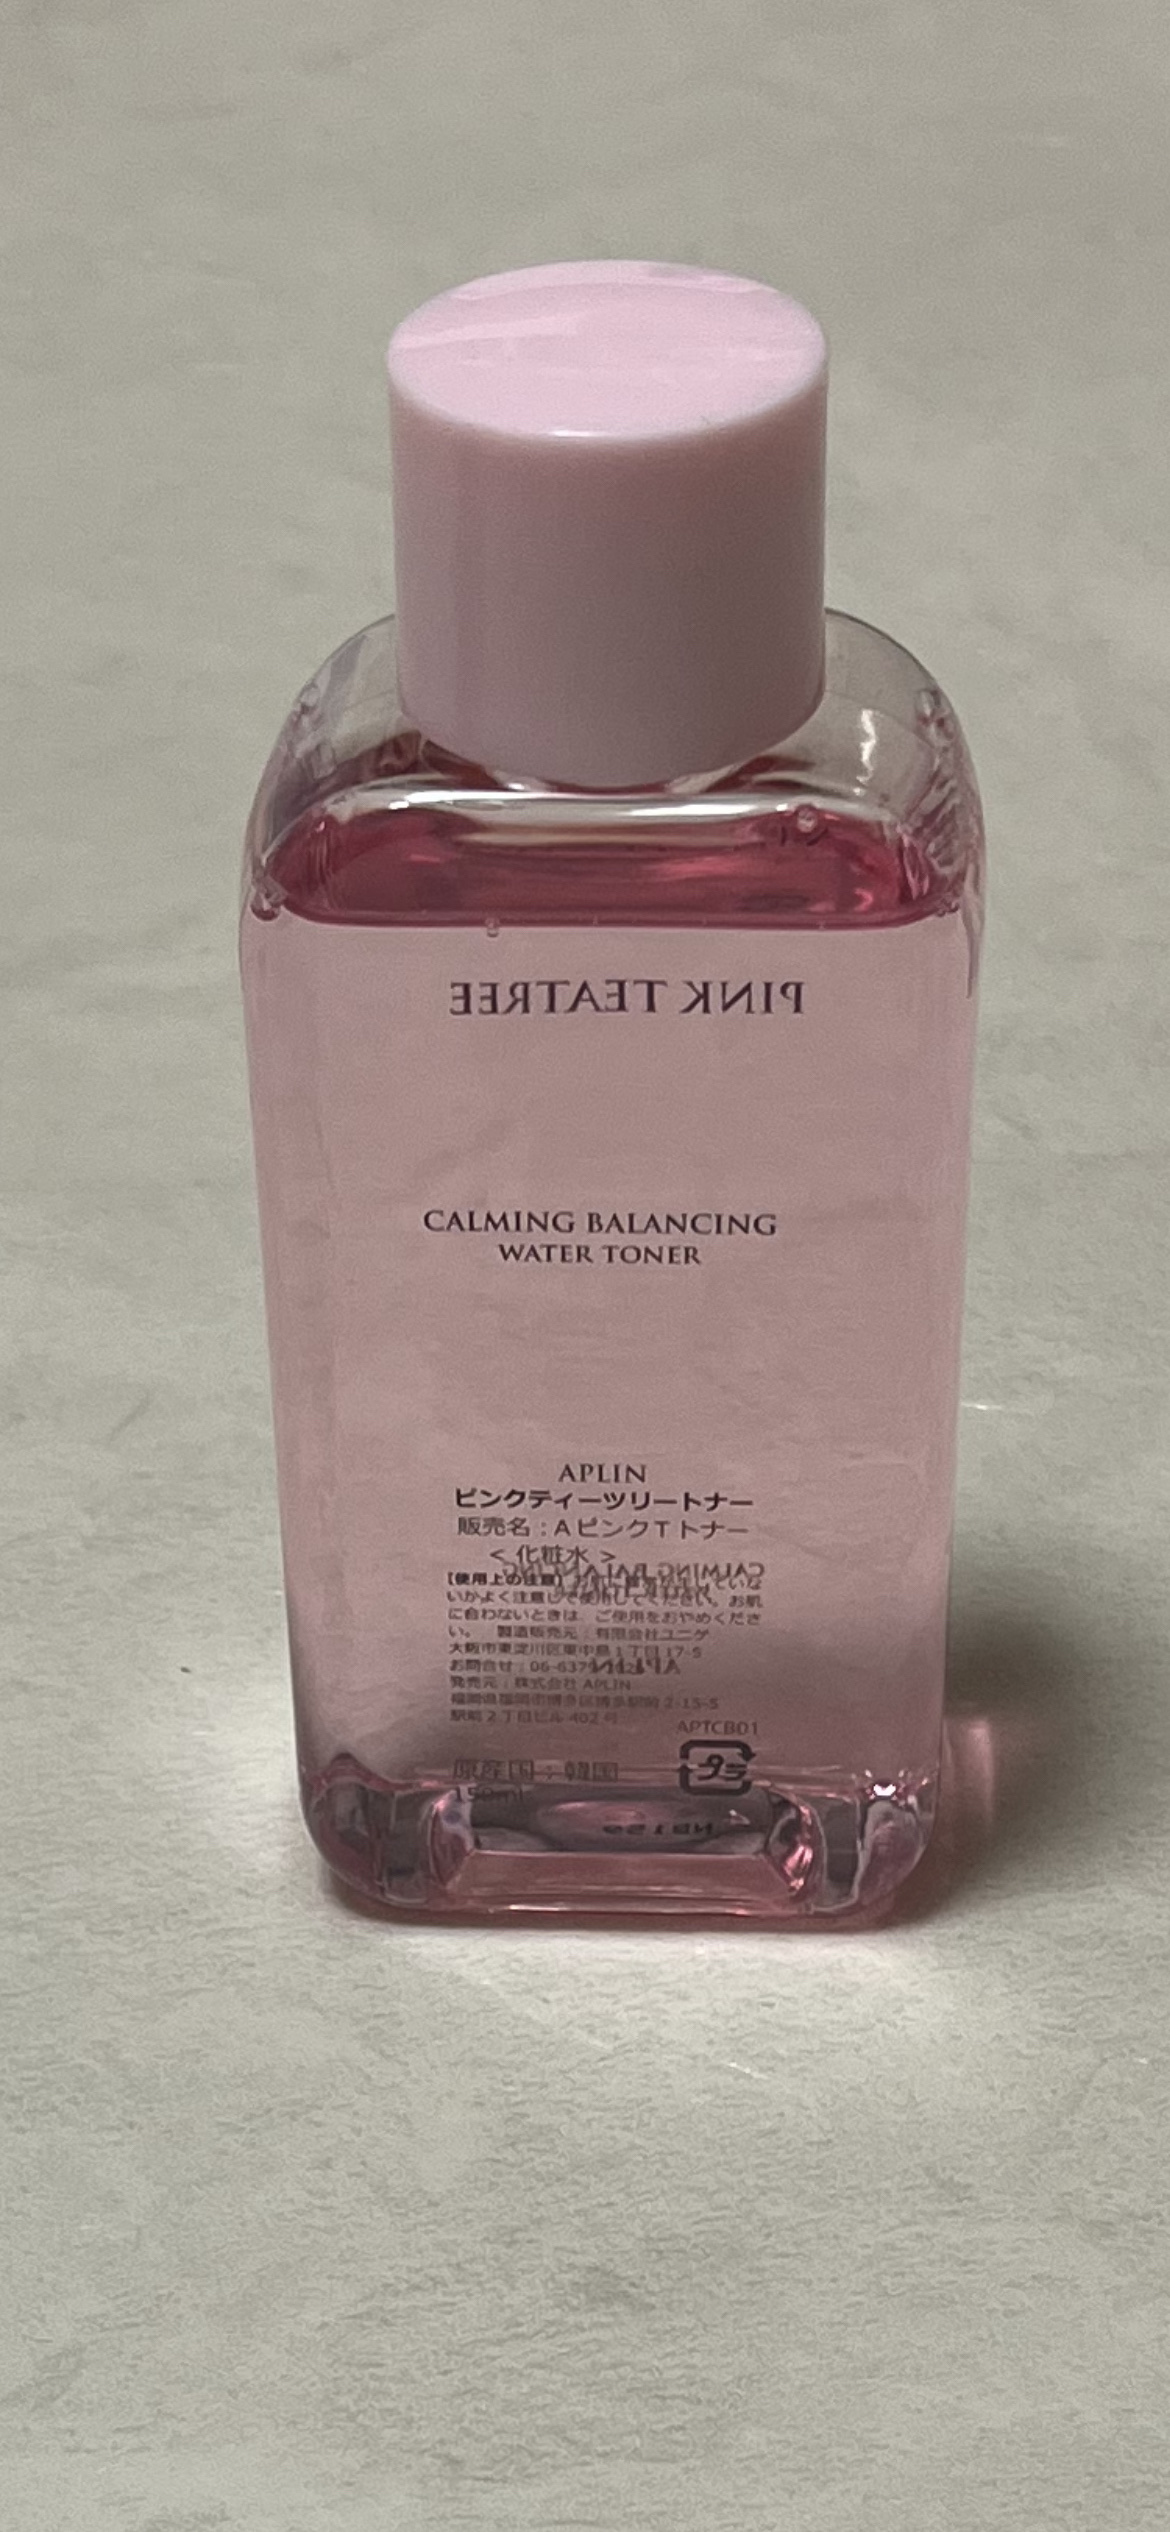 PINK TEATREE
CALMING BALANCING
WATER TONER
APLIN
ピンクティーツリートナー
販売名：AピンクTトナー
< 化粧水 >
CALMING BALANCING
【使用上の注意】
いかよく注意して使用してください。お肌
に合わないときは、ご使用をおやめくださ
い。 製造販売元：有限会社ユニゲ
大阪市東淀川区東中島1丁目17-5
お問合せ：06-
APLIN
発売元：株式会社 APLIN
福岡県福岡市博多区博多駅前 2-15-5
駅前2丁目ビル 402号
APTCB01
原産国：韓国
150ml
プラ